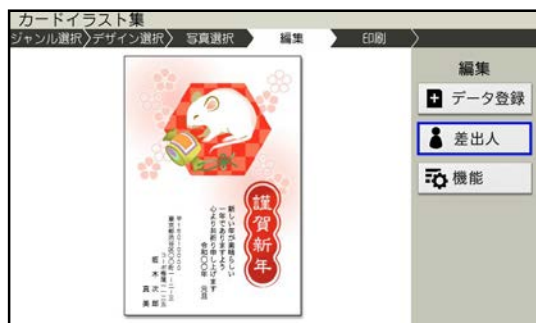 カードイラスト集
ジャンル選択
デザイン選択
写真選択
編集
印刷
編集
データ登録
差出人
機能
謹賀新年
新しい年が素晴らしい
一年でありますよう
心よりお祈り申し上げます
令和〇〇年 元旦